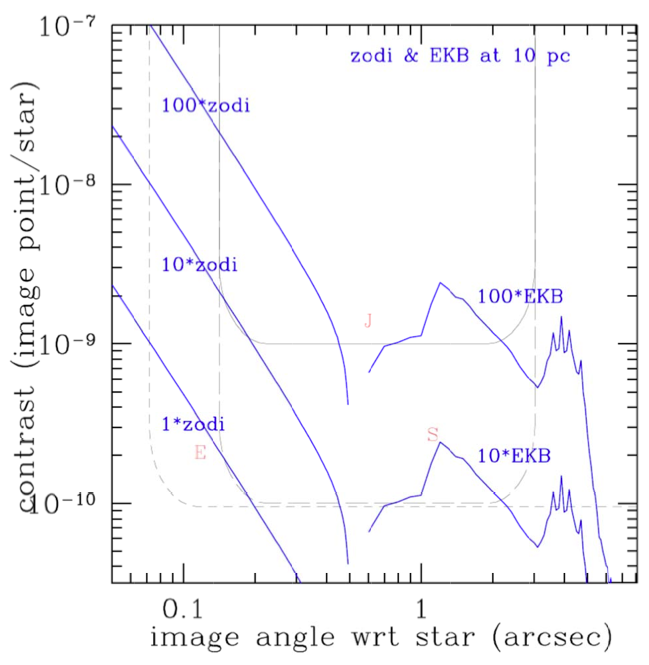 10⁻⁷
zodi & EKB at 10 pc
100*zodi
10⁻⁸
10*zodi
100*EKB
J
10⁻⁹
1*zodi
S
E
10*EKB
10⁻¹⁰
contrast (image point/star)
0.1
1
image angle wrt star (arcsec)